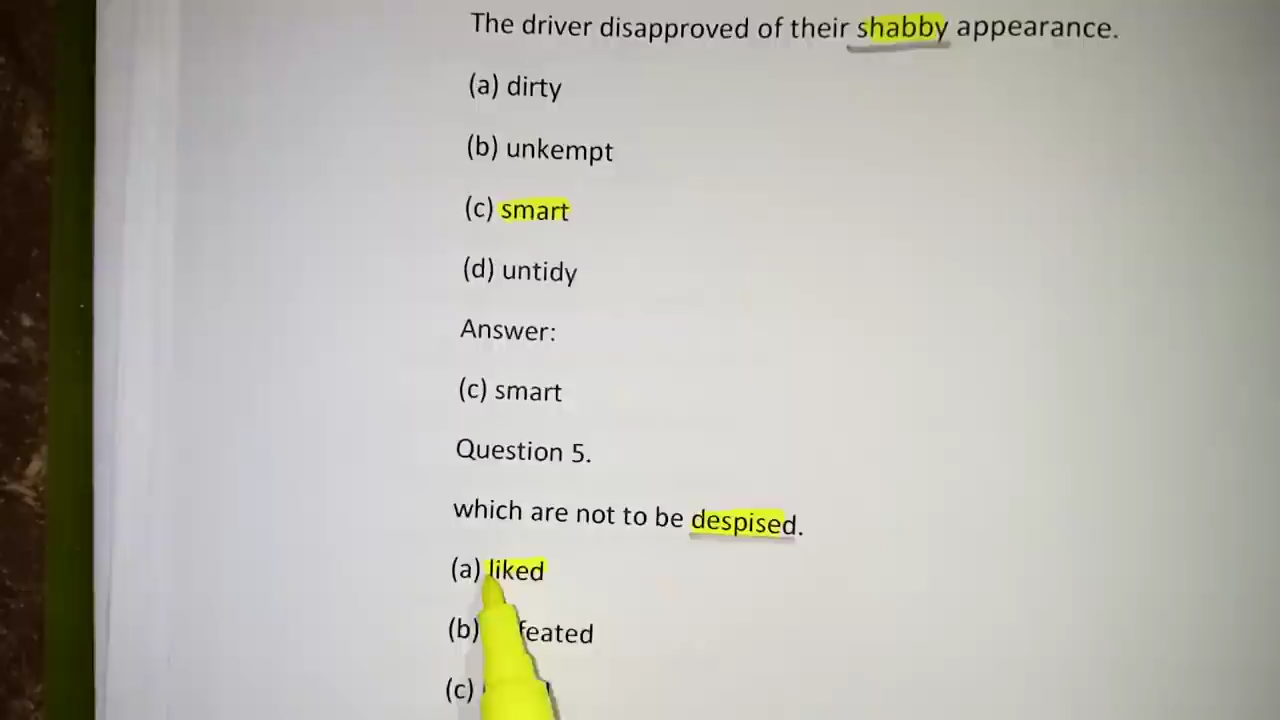 The driver disapproved of their shabby appearance.
(a) dirty
(b) unkempt
(c) smart
(d) untidy
Answer:
(c) smart
Question 5.
which are not to be despised.
(a) liked
(b)
(c)